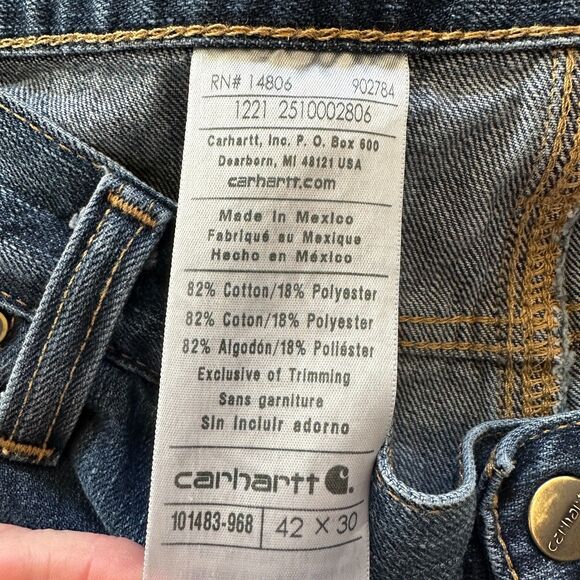 RN# 14806 902784
1221 2510002806
Carhartt, Inc. P. O. Box 600
Dearborn, MI 48121 USA
carhartt.com
Made in Mexico
Fabriqué au Mexique
Hecho en México
82% Cotton/18% Polyester
82% Coton/18% Polyester
82% Algodón/18% Poliéster
Exclusive of Trimming
Sans garniture
Sin incluir adorno
carhartt
101483-968 42 X 30
carhartt